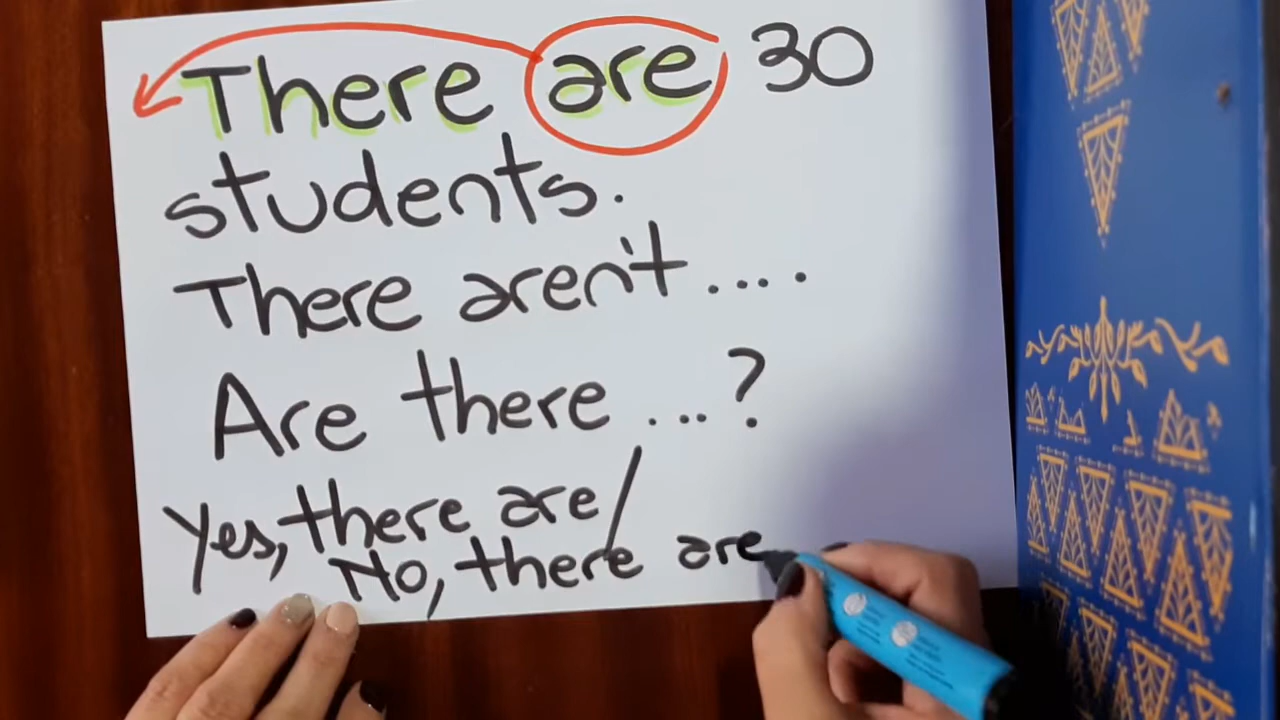 There are 30
students.
There aren't ....
Are there ...?
Yes, there are/
No, there are